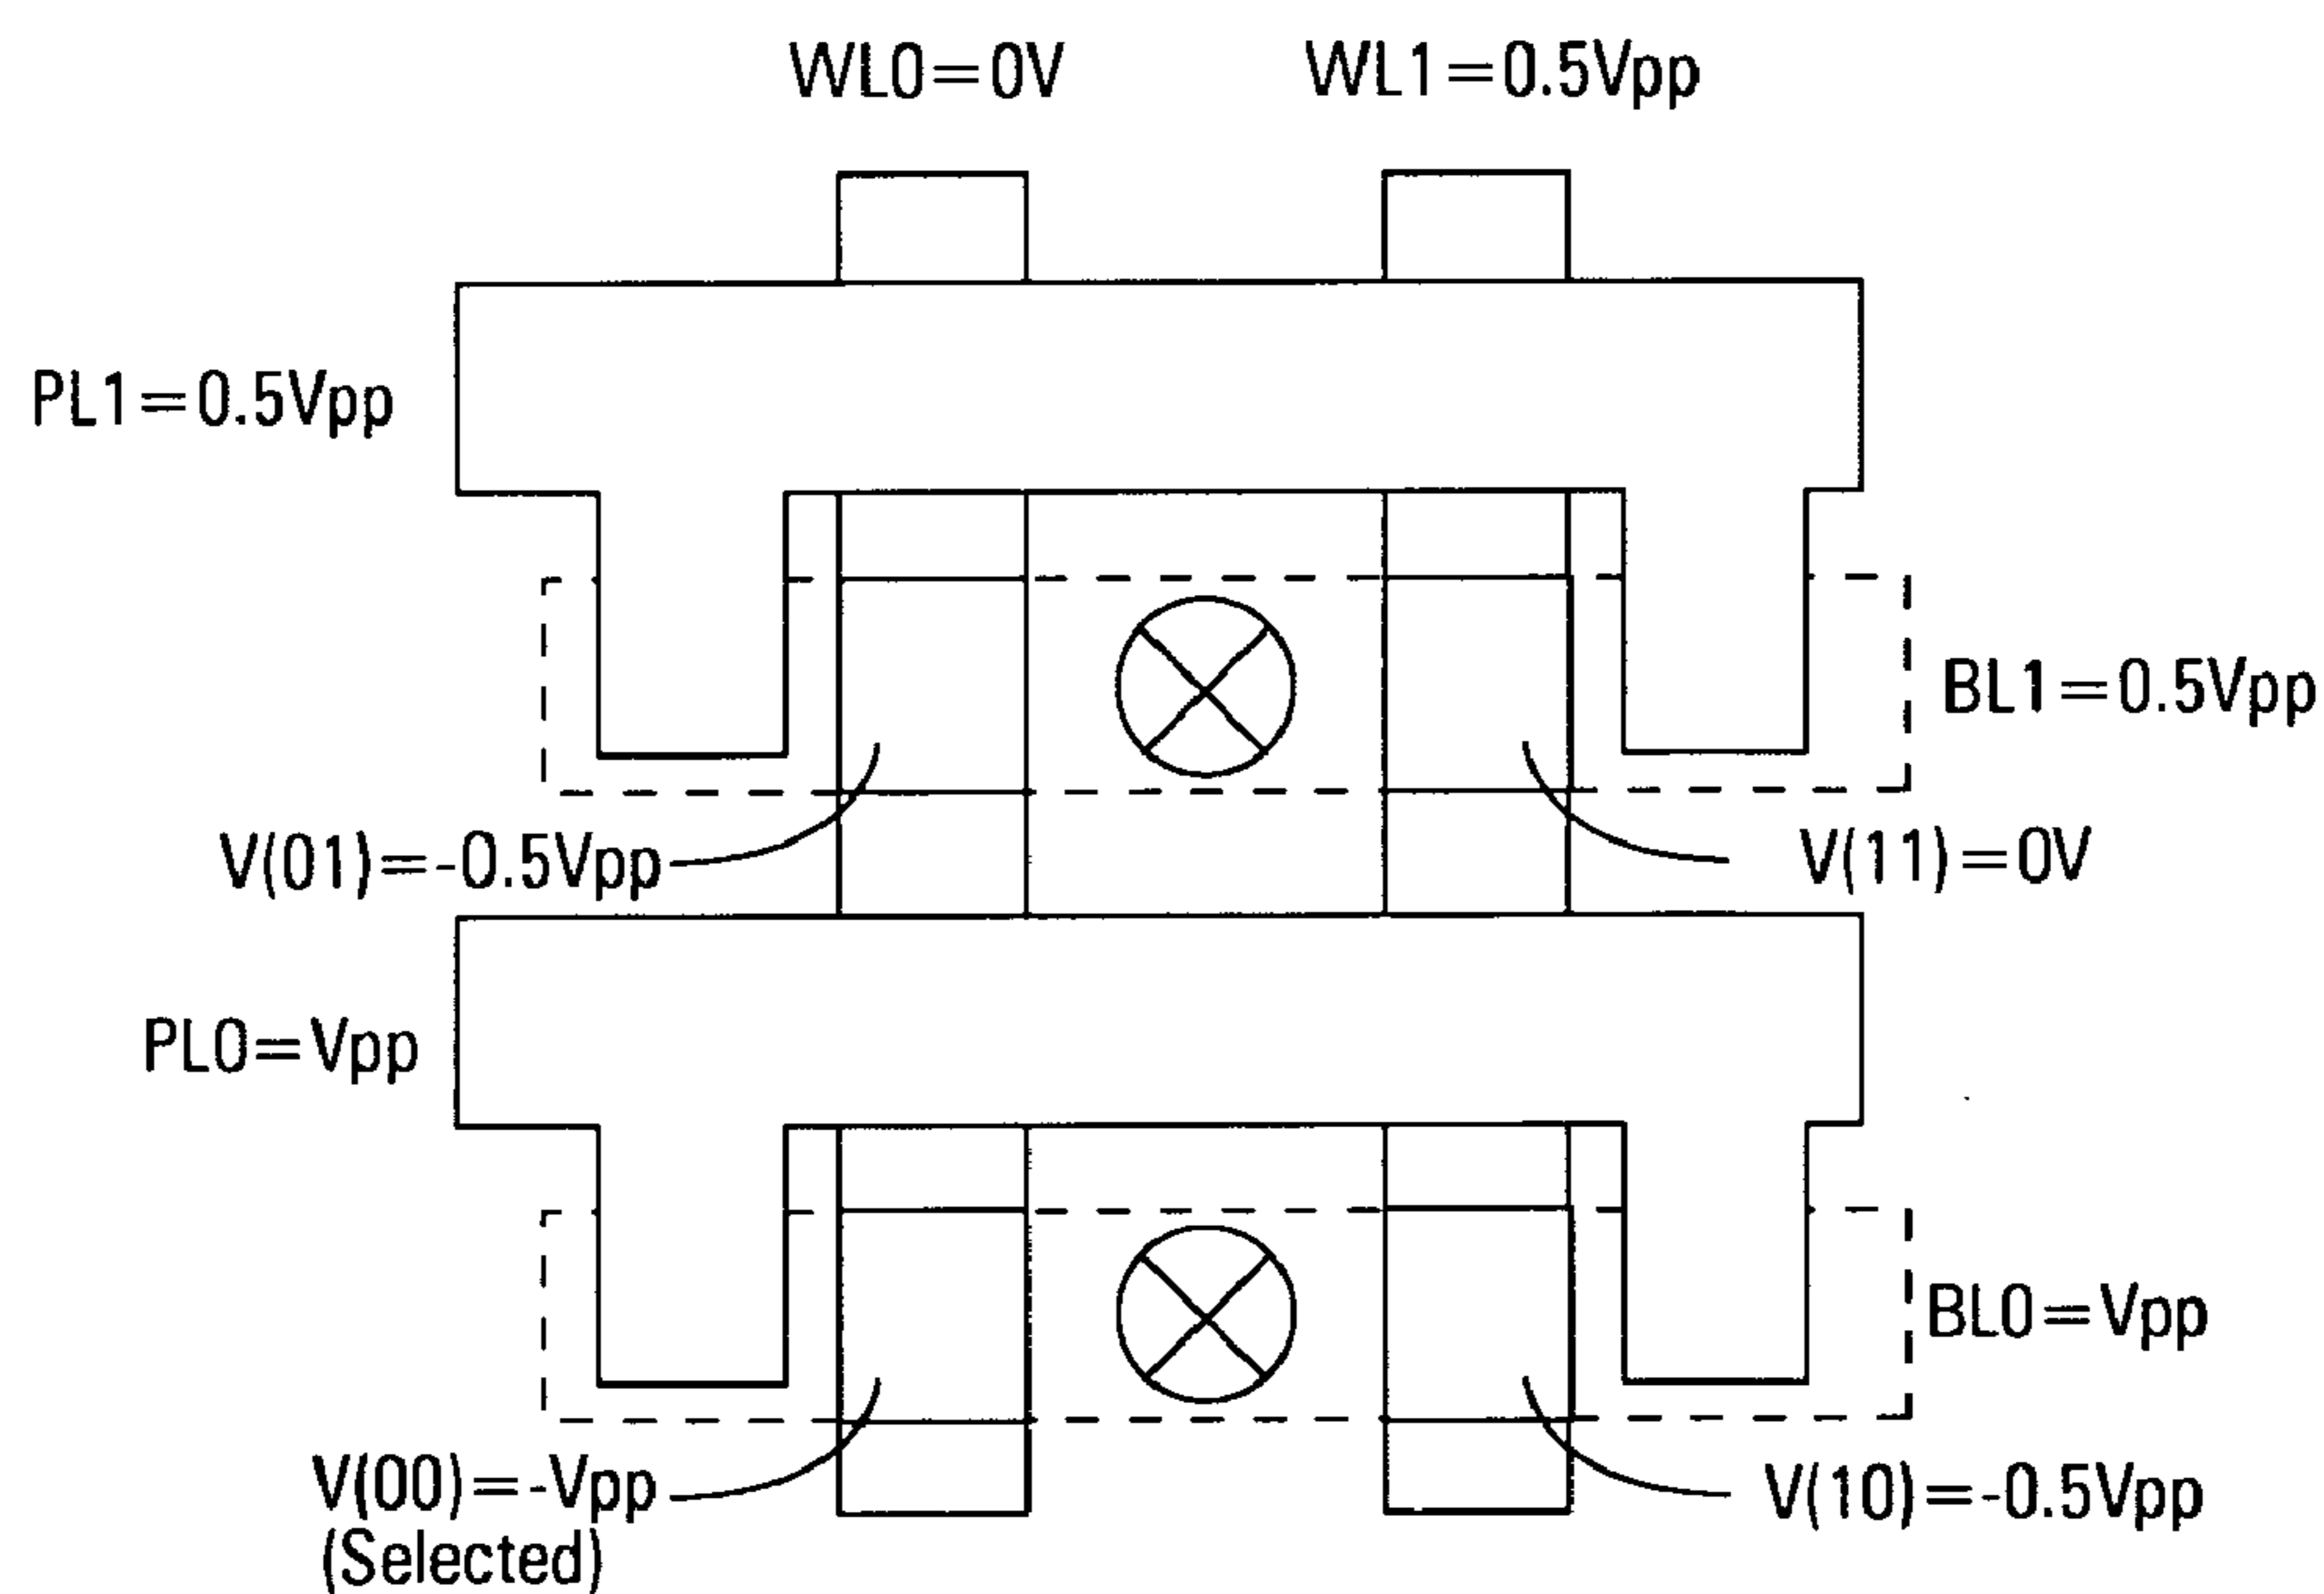 WL0=0V
WL1=0.5Vpp
PL1=0.5Vpp
BL1=0.5Vpp
V(01)=-0.5Vpp
V(11)=0V
PL0=Vpp
BL0=Vpp
V(00)=-Vpp
(Selected)
V(10)=-0.5Vpp